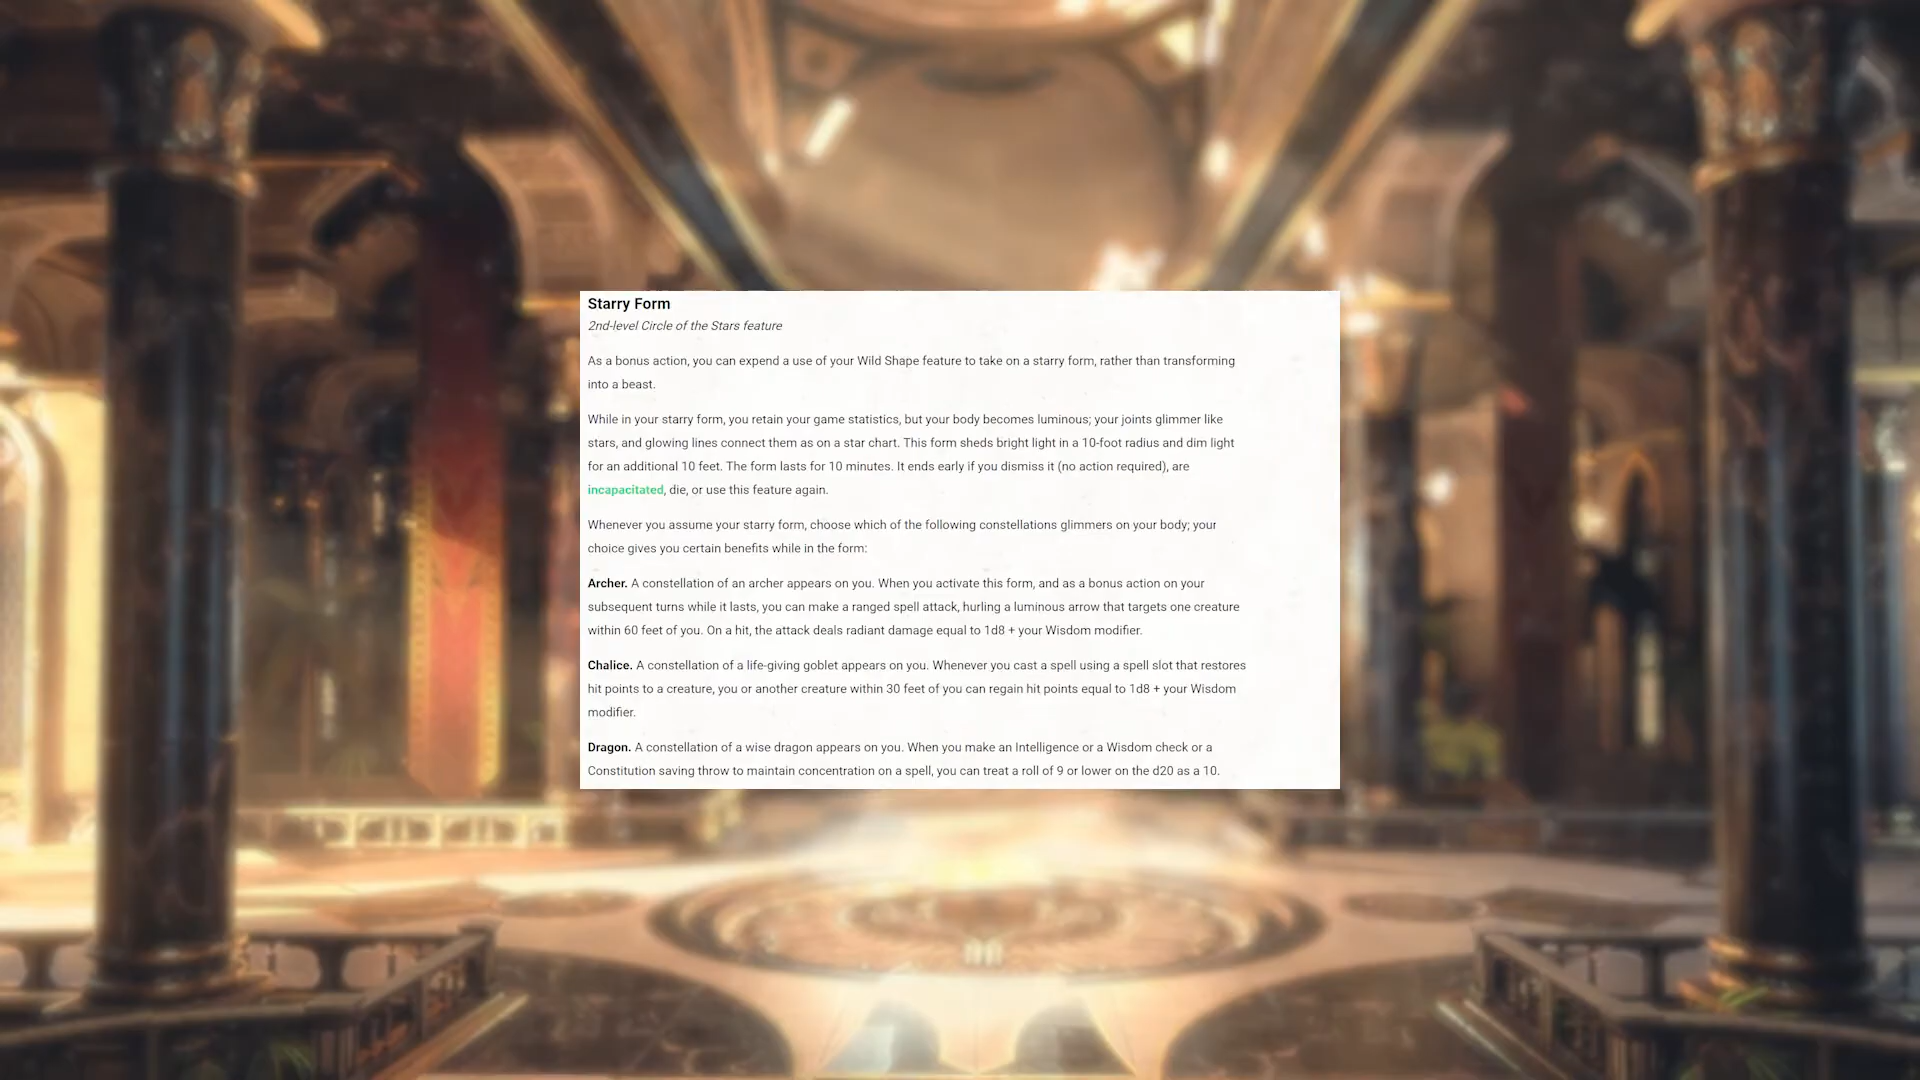 Starry Form
2nd-level Circle of the Stars feature
As a bonus action, you can expend a use of your Wild Shape feature to take on a starry form, rather than transforming
into a beast.
While in your starry form, you retain your game statistics, but your body becomes luminous; your joints glimmer like
stars, and glowing lines connect them as on a star chart. This form sheds bright light in a 10-foot radius and dim light
for an additional 10 feet. The form lasts for 10 minutes. It ends early if you dismiss it (no action required), are
incapacitated, die, or use this feature again.
Whenever you assume your starry form, choose which of the following constellations glimmers on your body; your
choice gives you certain benefits while in the form:
Archer. A constellation of an archer appears on you. When you activate this form, and as a bonus action on your
subsequent turns while it lasts, you can make a ranged spell attack, hurling a luminous arrow that targets one creature
within 60 feet of you. On a hit, the attack deals radiant damage equal to 1d8 + your Wisdom modifier.
Chalice. A constellation of a life-giving goblet appears on you. Whenever you cast a spell using a spell slot that restores
hit points to a creature, you or another creature within 30 feet of you can regain hit points equal to 1d8 + your Wisdom
modifier.
Dragon. A constellation of a wise dragon appears on you. When you make an Intelligence or a Wisdom check or a
Constitution saving throw to maintain concentration on a spell, you can treat a roll of 9 or lower on the d20 as a 10.